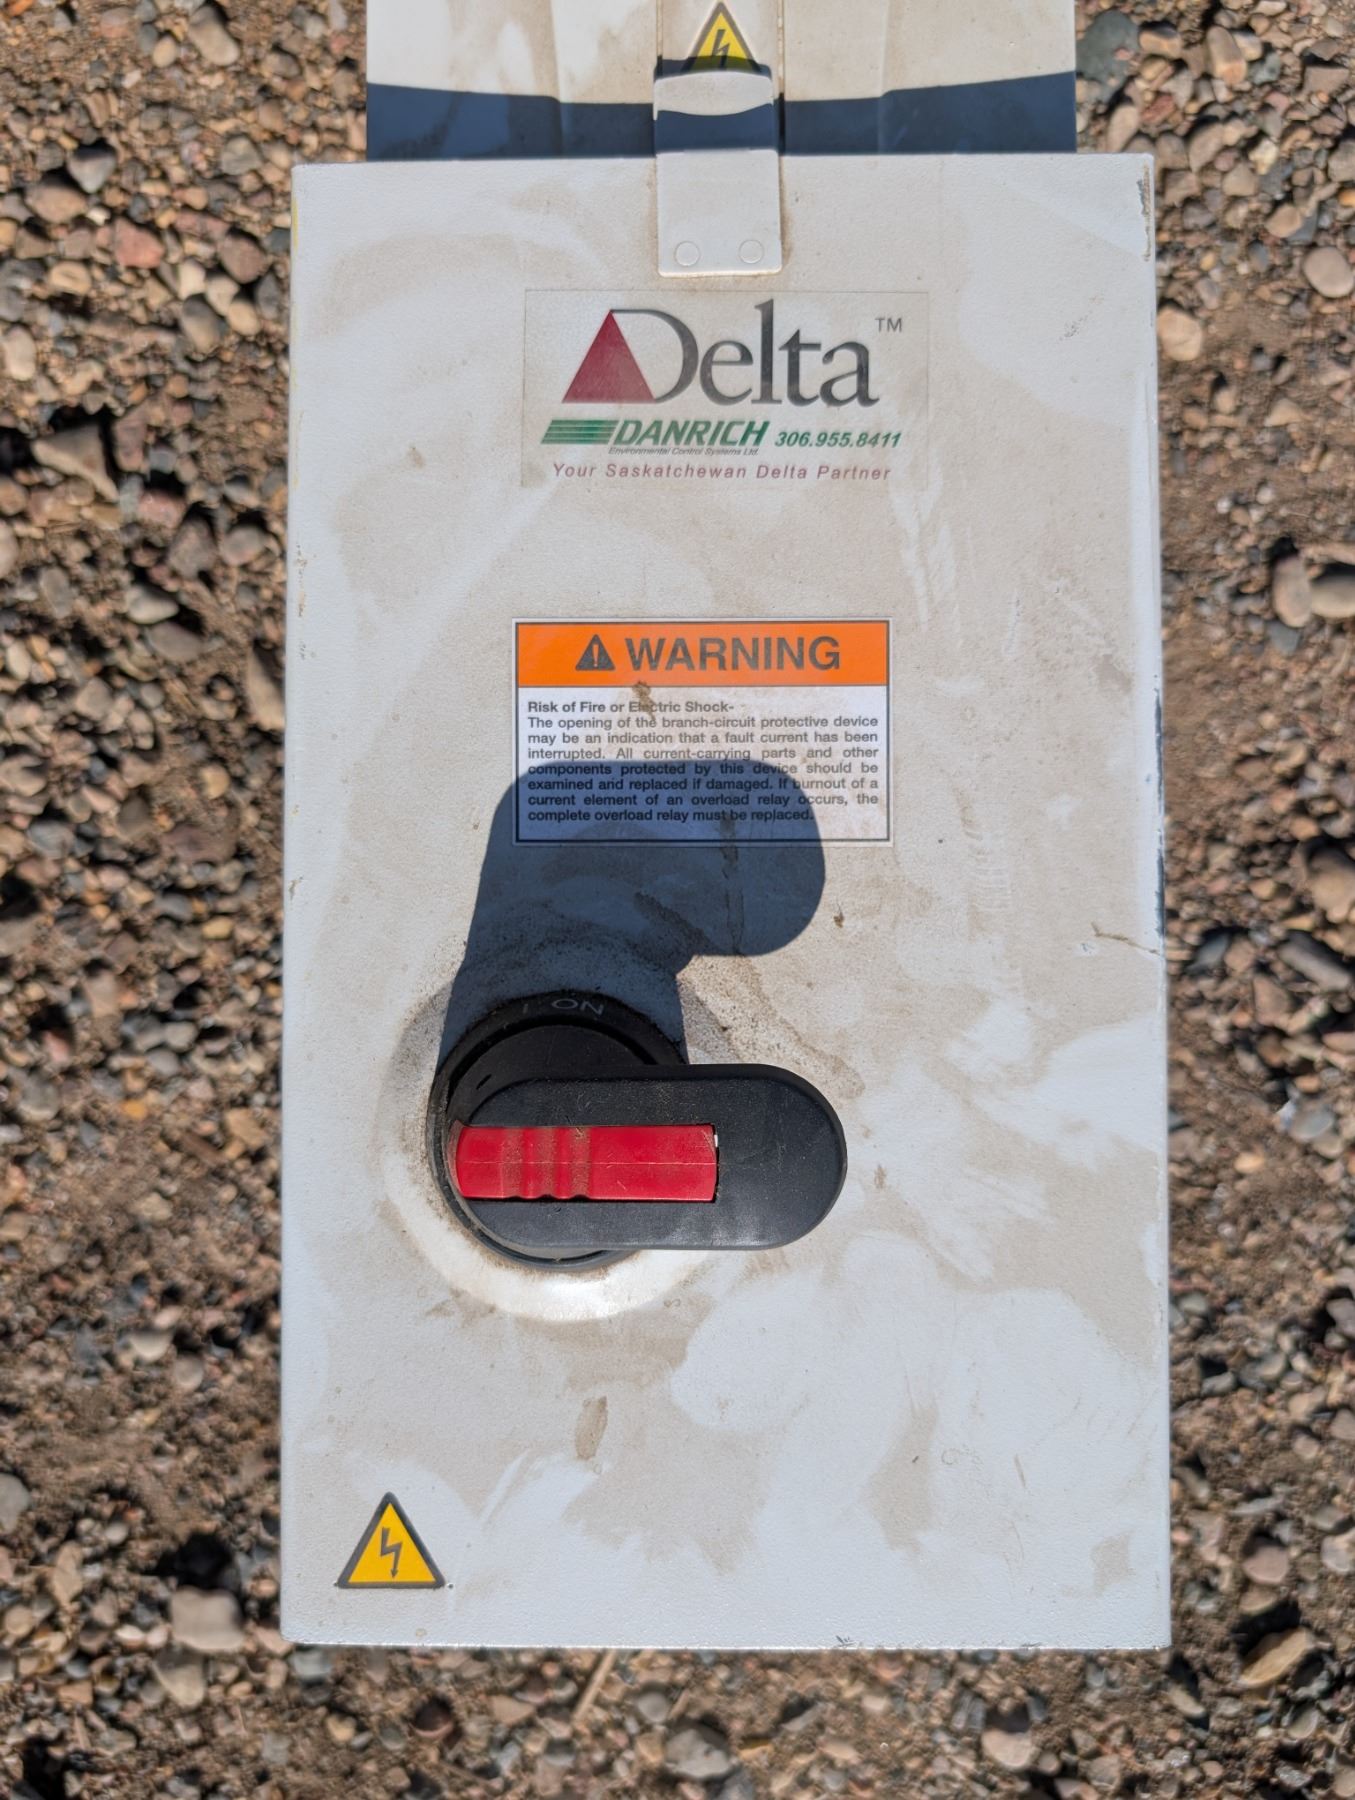 Delta™
DANRICH 306.955.8411
Environmental Control Systems Ltd.
Your Saskatchewan Delta Partner
WARNING
Risk of Fire or Electric Shock-
The opening of the branch-circuit protective device
may be an indication that a fault current has been
interrupted. All current-carrying parts and other
components protected by this device should be
examined and replaced if damaged. If burnout of a
current element of an overload relay occurs, the
complete overload relay must be replaced.
I ON